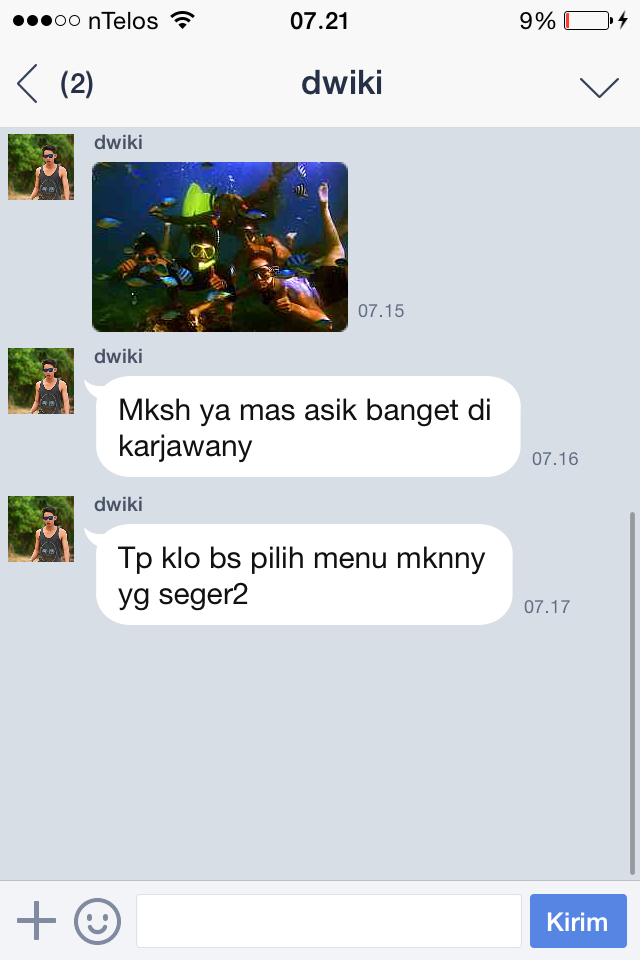 nTelos 07.21 9%
(2) dwiki
dwiki
07.15
dwiki
Mksh ya mas asik banget di
karjawany
07.16
dwiki
Tp klo bs pilih menu mknny
yg seger2
07.17
Kirim